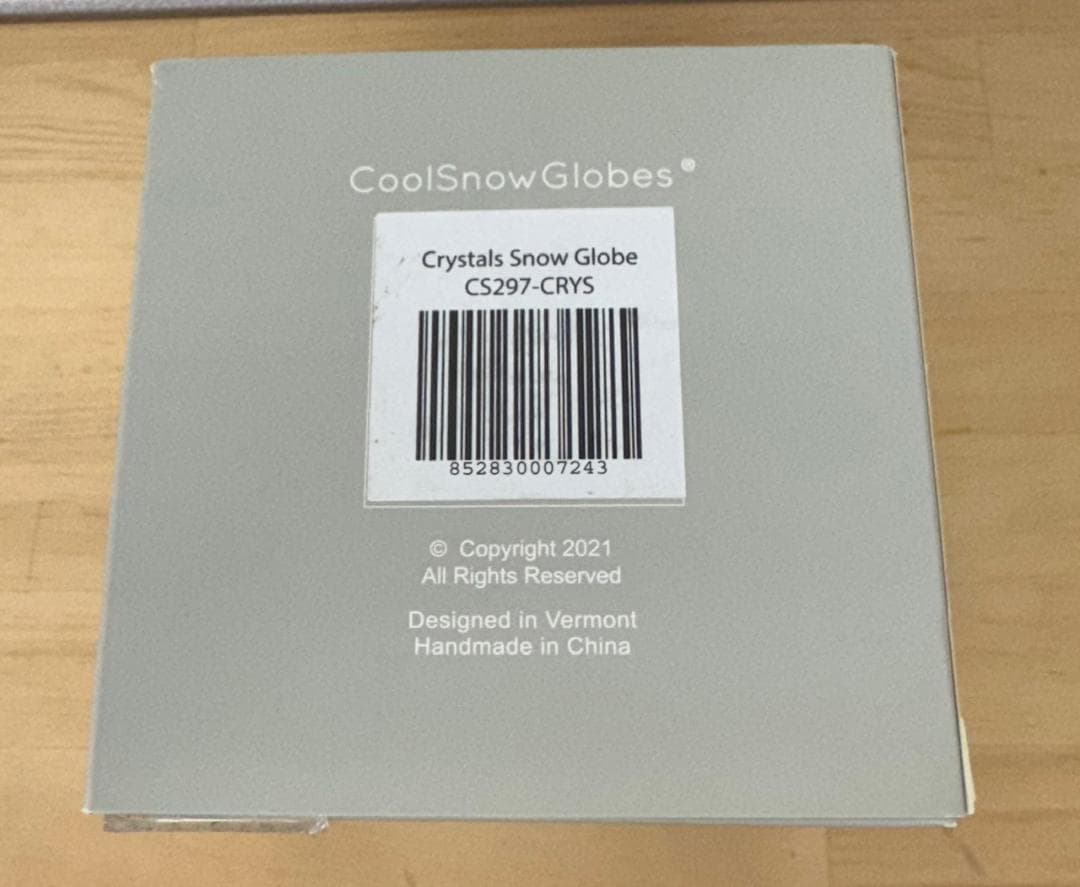 CoolSnowGlobes®
Crystals Snow Globe
CS297-CRYS
852830007243
© Copyright 2021
All Rights Reserved
Designed in Vermont
Handmade in China